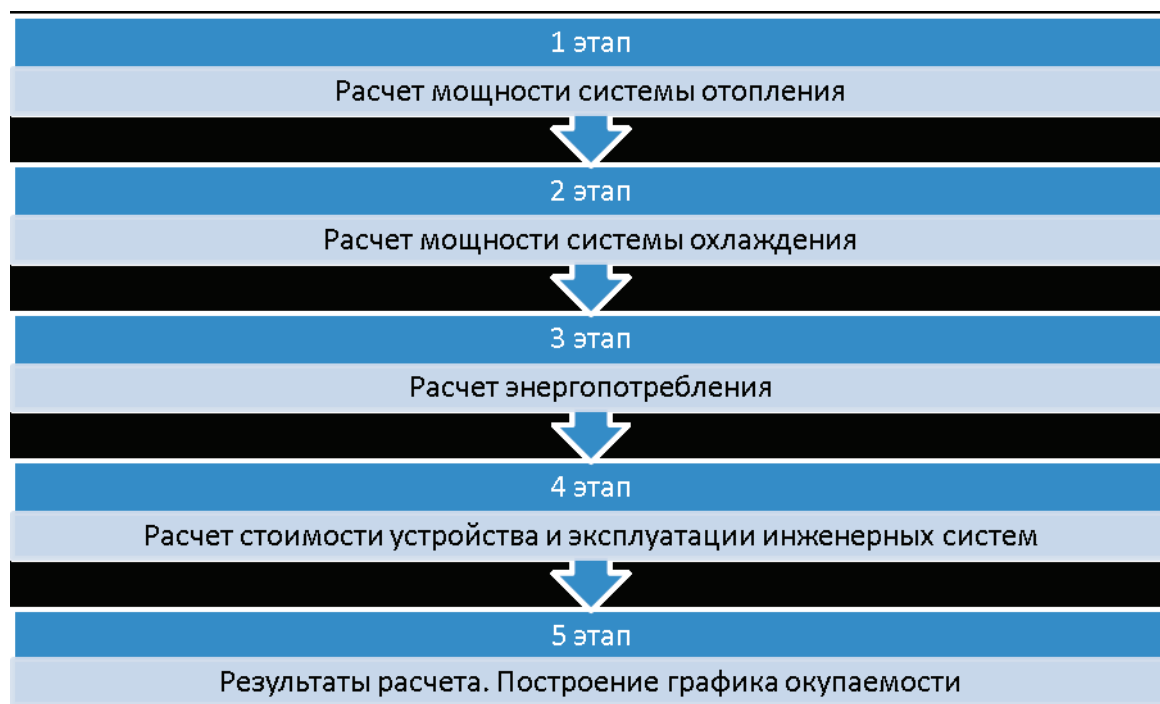 1 этап
Расчет мощности системы отопления
2 этап
Расчет мощности системы охлаждения
3 этап
Расчет энергопотребления
4 этап
Расчет стоимости устройства и эксплуатации инженерных систем
5 этап
Результаты расчета. Построение графика окупаемости